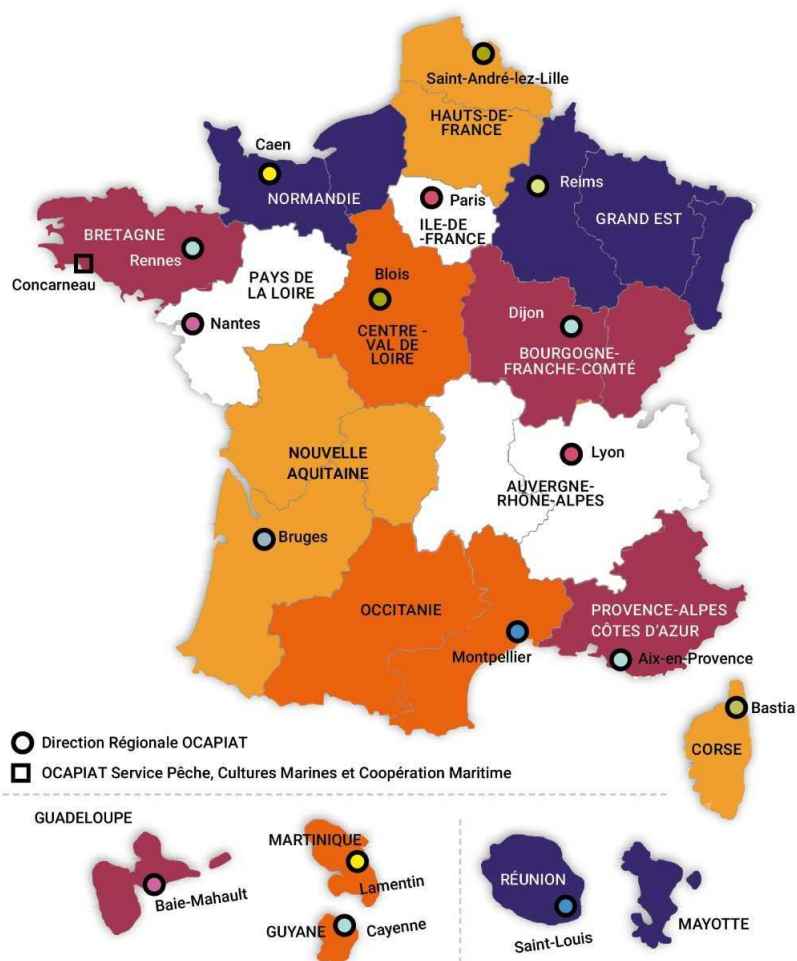 Saint-André-lez-Lille
HAUTS-DE-
FRANCE
Caen
NORMANDIE
Paris
ILE-DE
-FRANCE
Reims
GRAND EST
BRETAGNE
Rennes
Concarneau
PAYS DE
LA LOIRE
Nantes
Blois
CENTRE -
VAL DE
LOIRE
Dijon
BOURGOGNE-
FRANCHE-COMTÉ
NOUVELLE
AQUITAINE
Bruges
Lyon
AUVERGNE-
RHÔNE-ALPES
OCCITANIE
Montpellier
PROVENCE-ALPES
CÔTES D'AZUR
Aix-en-Provence
Bastia
CORSE
Direction Régionale OCAPIAT
OCAPIAT Service Pêche, Cultures Marines et Coopération Maritime
GUADELOUPE
Baie-Mahault
MARTINIQUE
Lamentin
GUYANE
Cayenne
RÉUNION
Saint-Louis
MAYOTTE